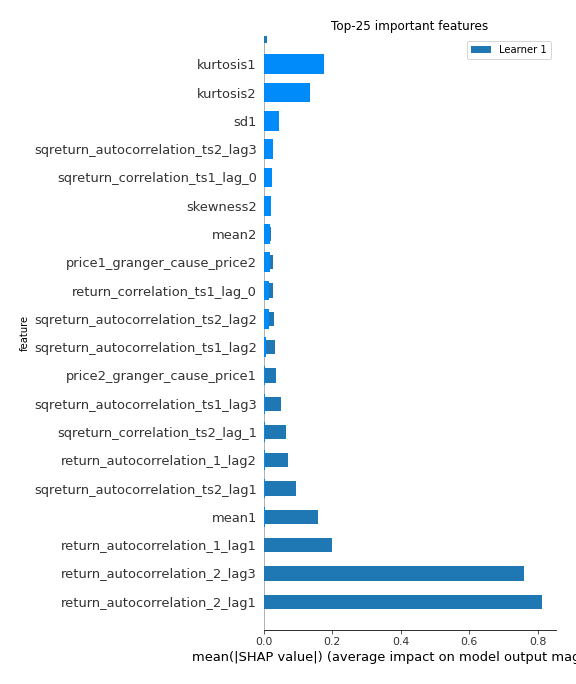 Top-25 important features
Learner 1
kurtosis1
kurtosis2
sd1
sqreturn_autocorrelation_ts2_lag3
sqreturn_correlation_ts1_lag_0
skewness2
mean2
price1_granger_cause_price2
return_correlation_ts1_lag_0
sqreturn_autocorrelation_ts2_lag2
feature
sqreturn_autocorrelation_ts1_lag2
price2_granger_cause_price1
sqreturn_autocorrelation_ts1_lag3
sqreturn_correlation_ts2_lag_1
return_autocorrelation_1_lag2
sqreturn_autocorrelation_ts2_lag1
mean1
return_autocorrelation_1_lag1
return_autocorrelation_2_lag3
return_autocorrelation_2_lag1
0.0 0.2 0.4 0.6 0.8
mean(|SHAP value|) (average impact on model output mag